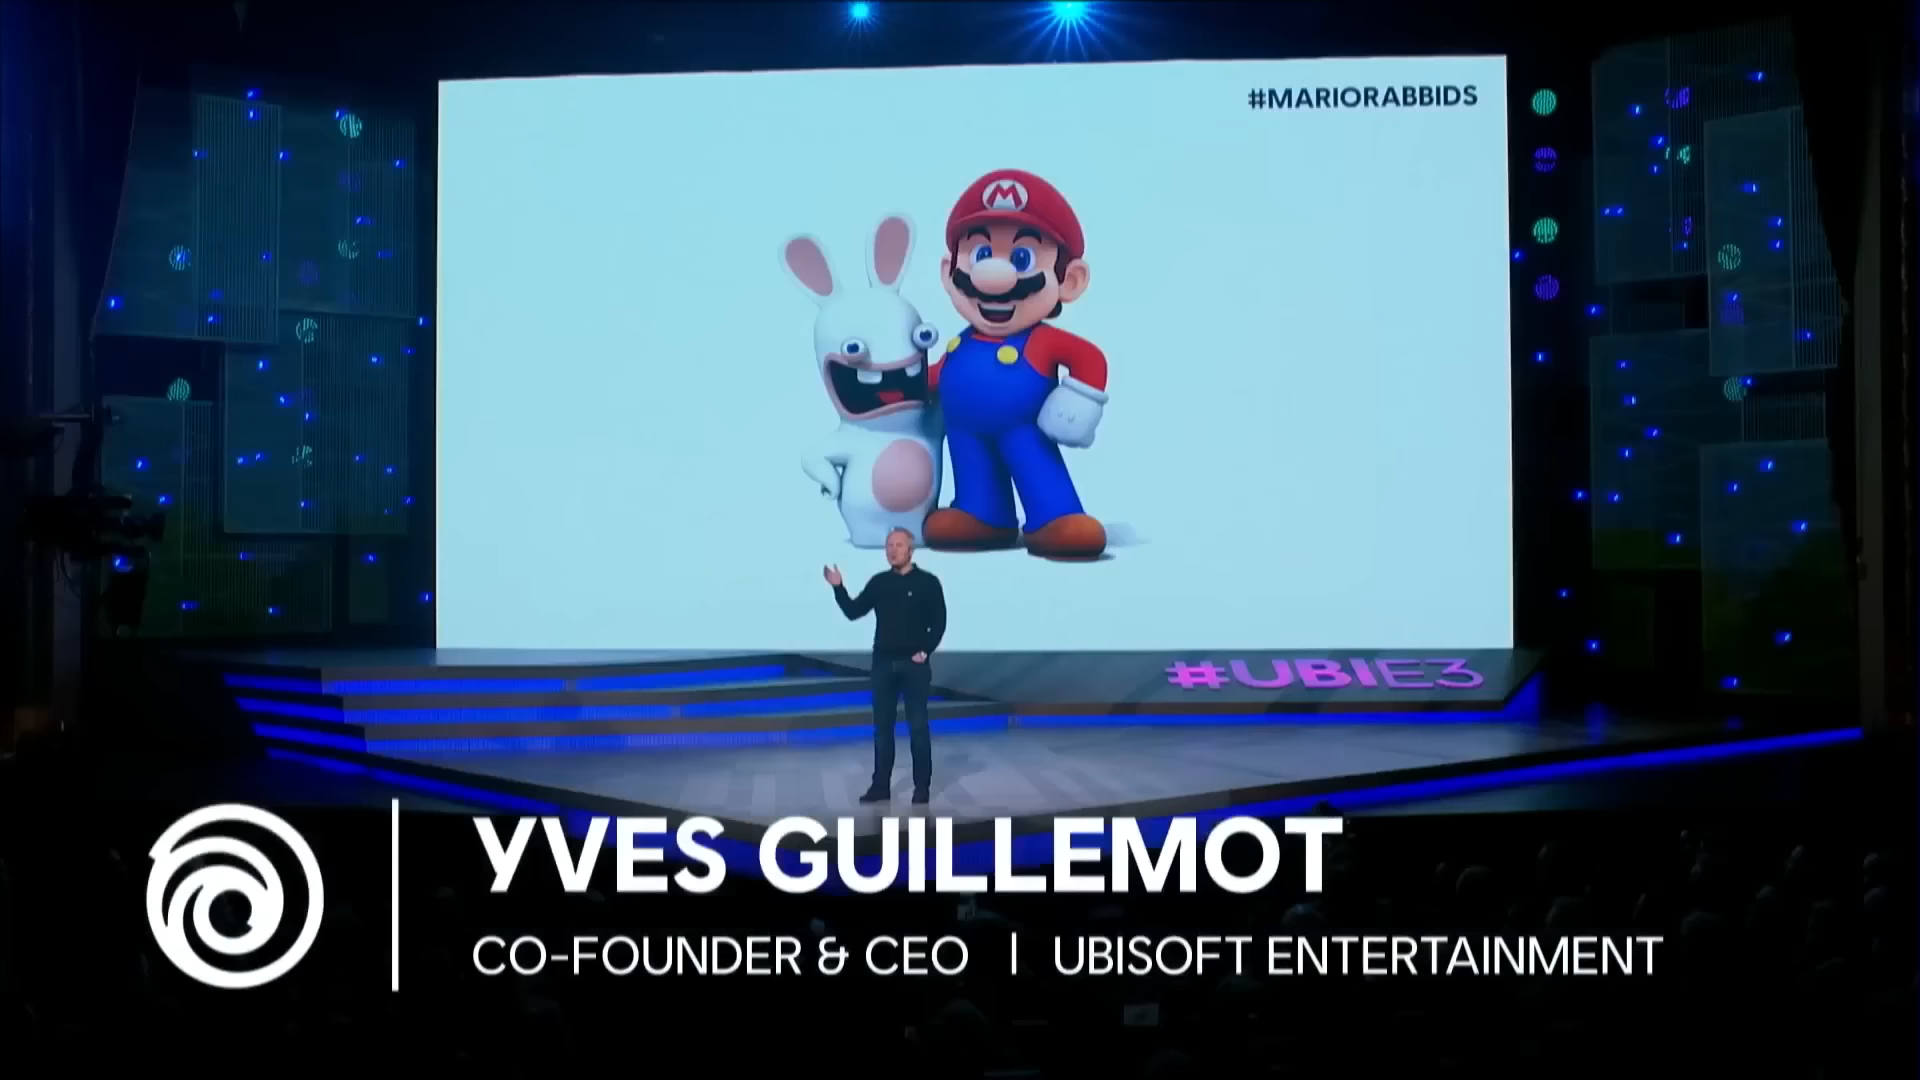 #MARIORABBIDS
M
#UBIE3
YVES GUILLEMOT
CO-FOUNDER & CEO | UBISOFT ENTERTAINMENT